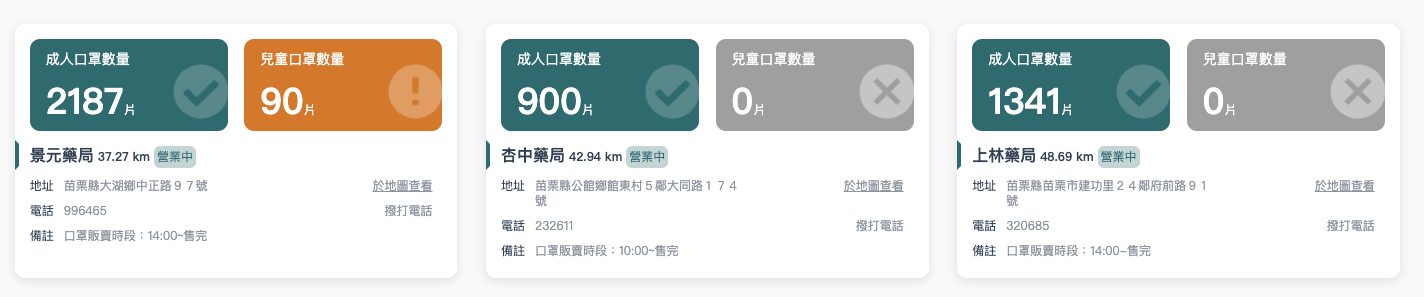 成人口罩數量
2187片
兒童口罩數量
90片
景元藥局 37.27 km 營業中
地址 苗栗縣大湖鄉中正路９７號 於地圖查看
電話 996465 撥打電話
備註 口罩販賣時段：14:00~售完
成人口罩數量
900片
兒童口罩數量
0片
杏中藥局 42.94 km 營業中
地址 苗栗縣公館鄉館東村５鄰大同路１７４ 於地圖查看
號
電話 232611 撥打電話
備註 口罩販賣時段：10:00~售完
成人口罩數量
1341片
兒童口罩數量
0片
上林藥局 48.69 km 營業中
地址 苗栗縣苗栗市建功里２４鄰府前路９１ 於地圖查看
號
電話 320685 撥打電話
備註 口罩販賣時段：14:00–售完